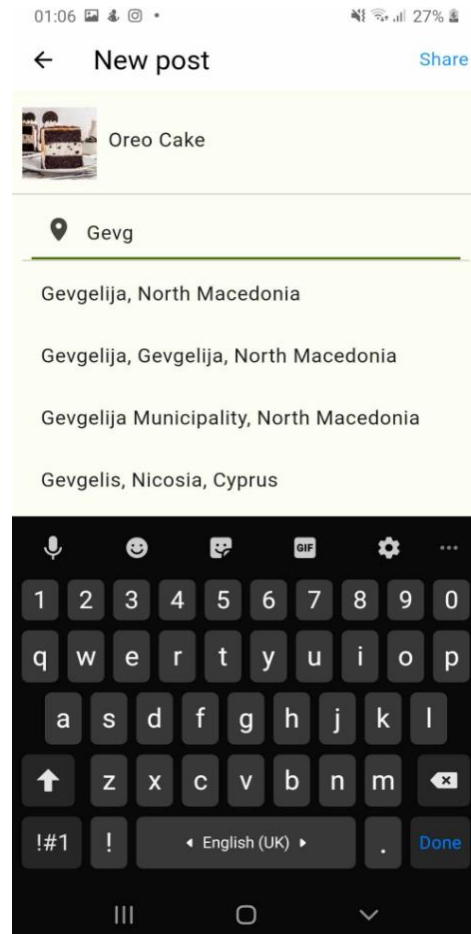 01:06 27%
New post Share
Oreo Cake
Gevg
Gevgelija, North Macedonia
Gevgelija, Gevgelija, North Macedonia
Gevgelija Municipality, North Macedonia
Gevgelis, Nicosia, Cyprus
GIF
1 2 3 4 5 6 7 8 9 0
q w e r t y u i o p
a s d f g h j k l
z x c v b n m
!#1 ! English (UK) . Done